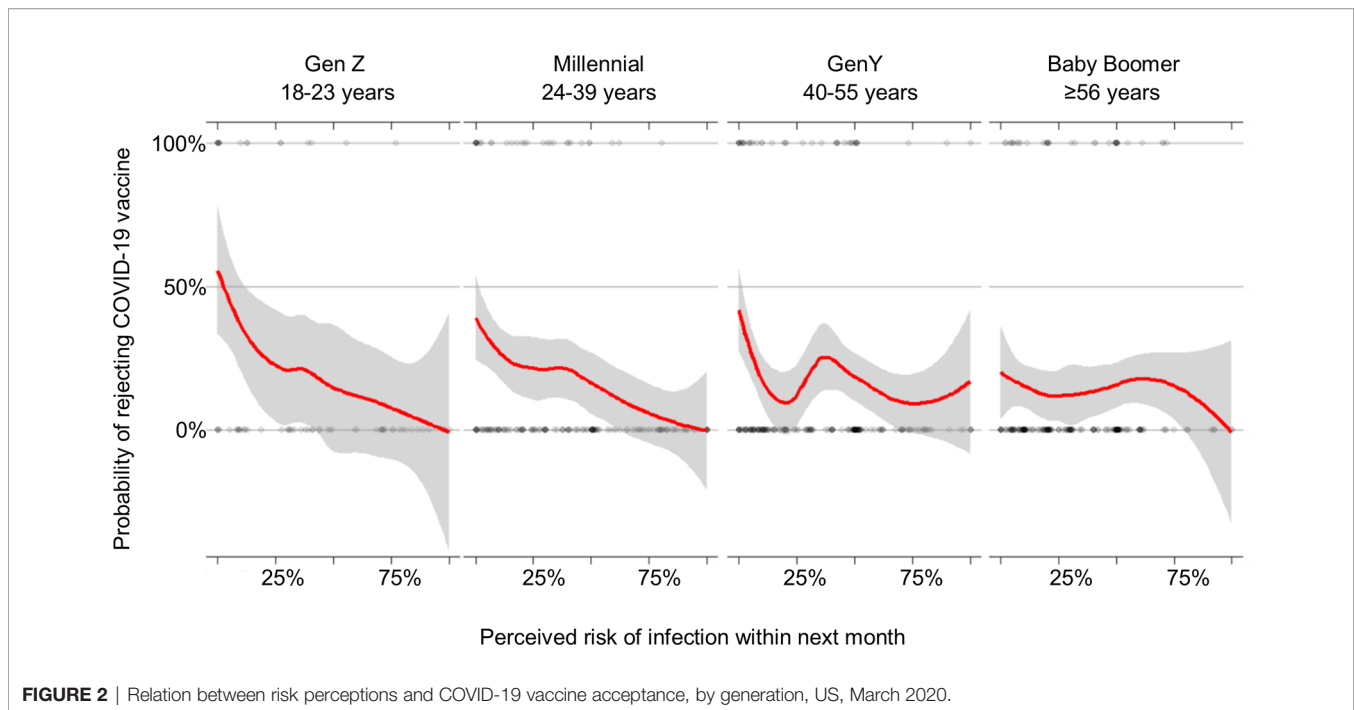 Gen Z
18-23 years
Millennial
24-39 years
GenY
40-55 years
Baby Boomer
≥56 years
Probability of rejecting COVID-19 vaccine
100%
50%
0%
25% 75% 25% 75% 25% 75% 25% 75%
Perceived risk of infection within next month
FIGURE 2 | Relation between risk perceptions and COVID-19 vaccine acceptance, by generation, US, March 2020.